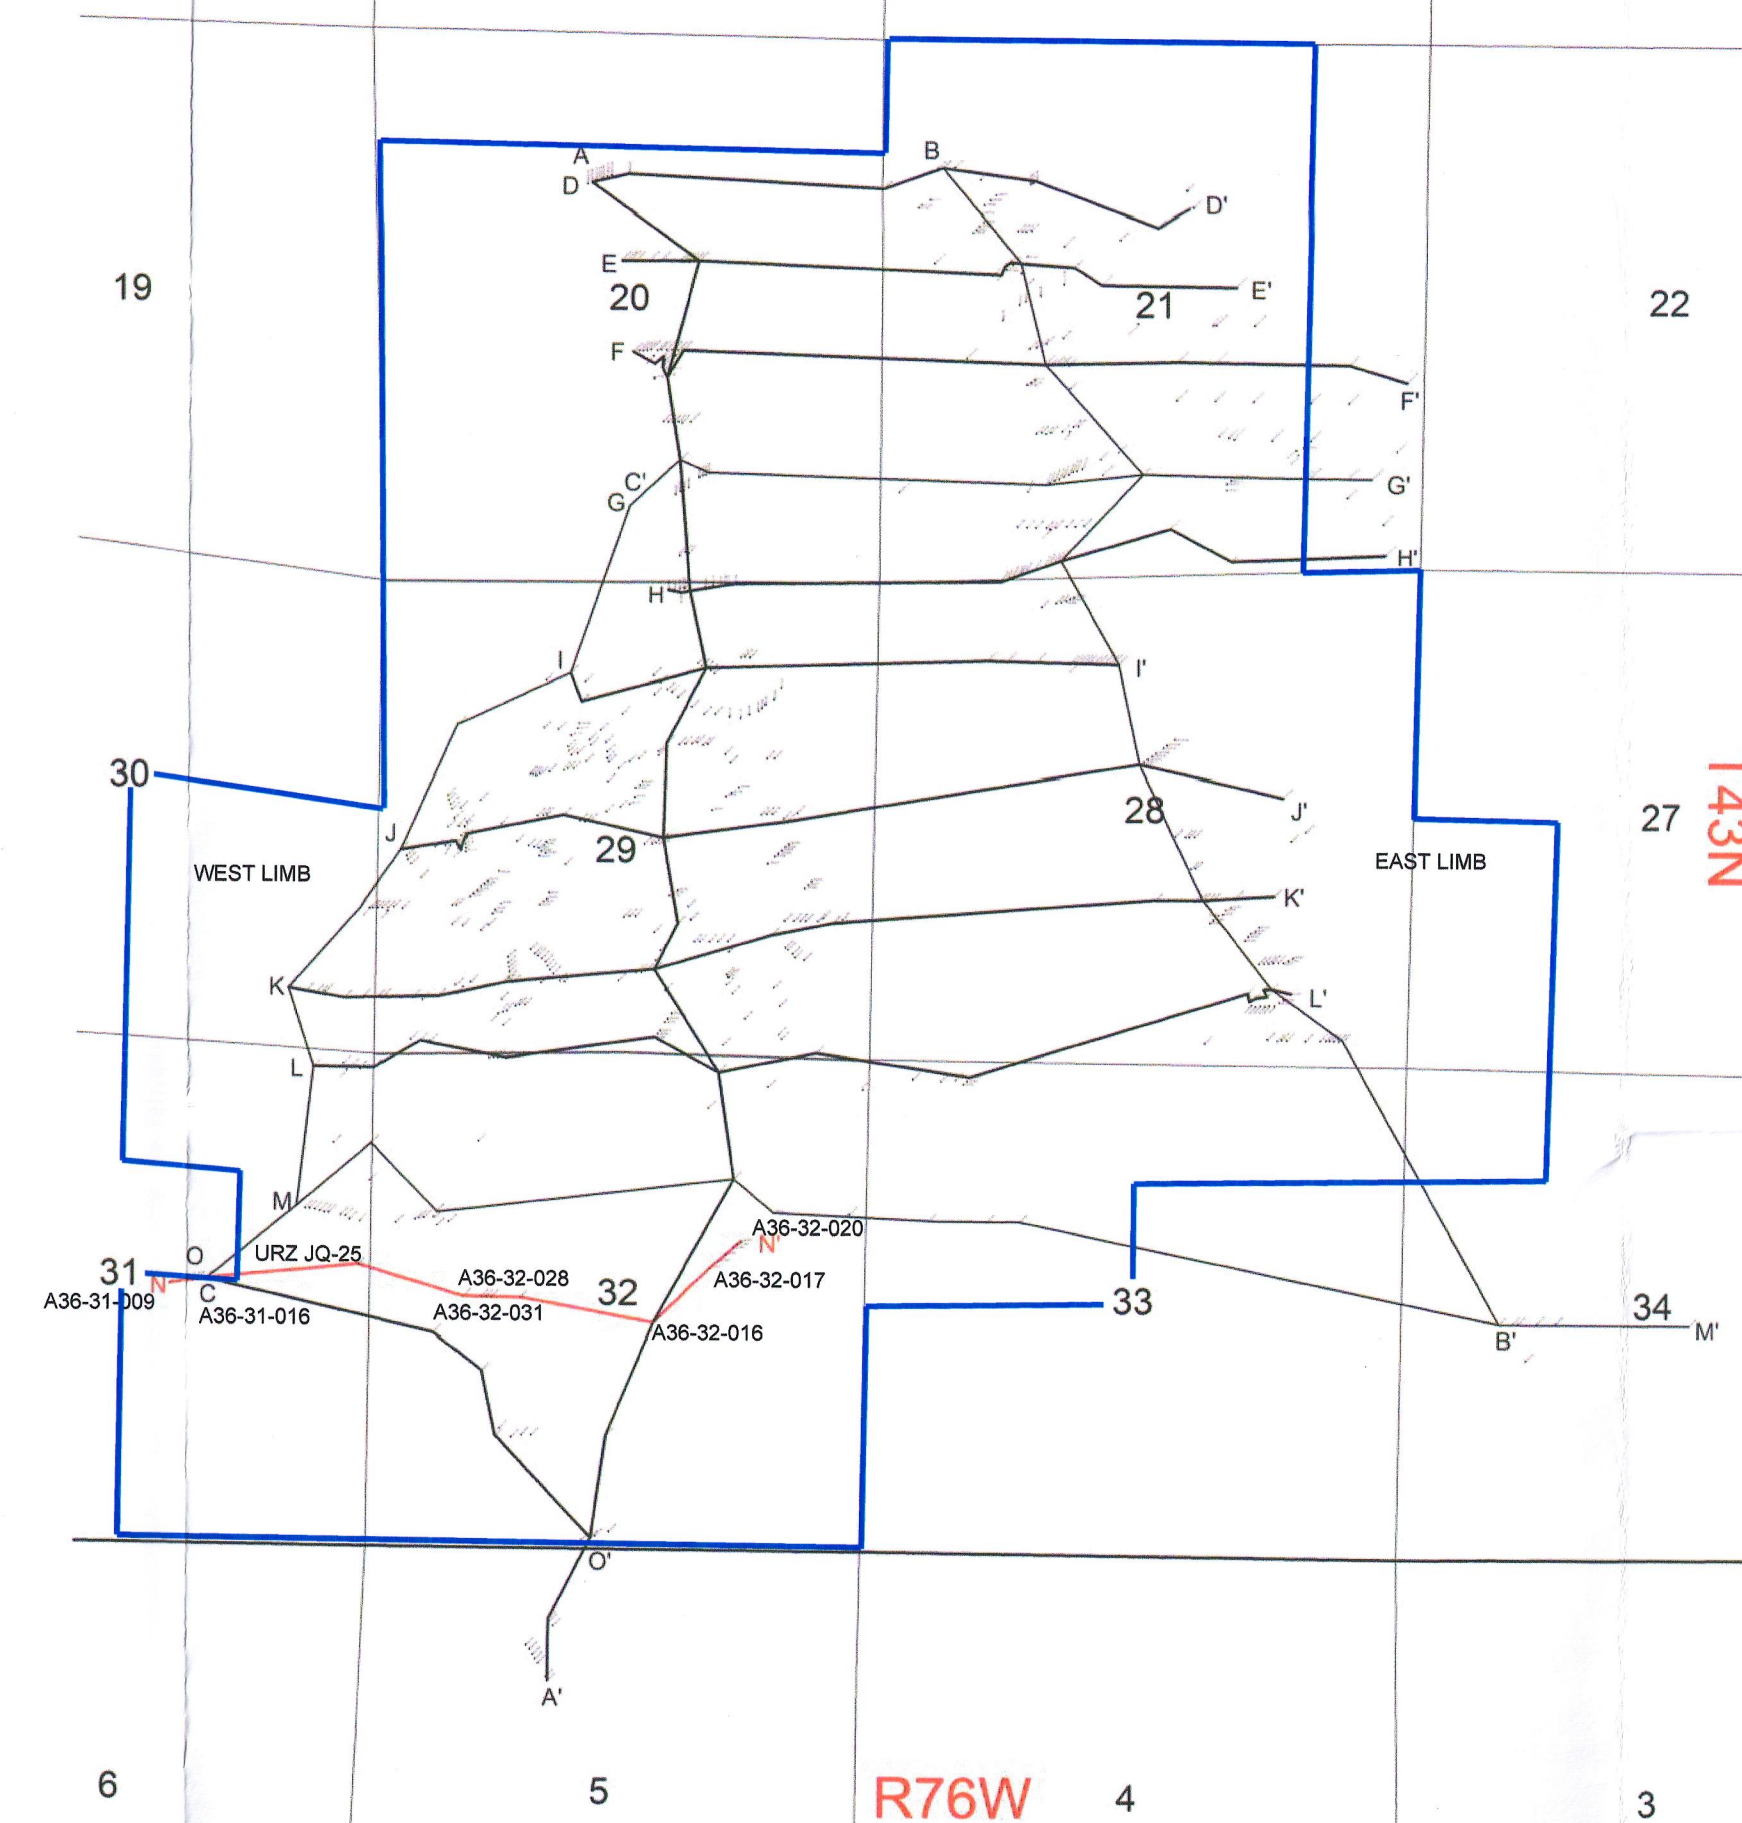 A
B
D
D'
E
E'
19
20
21
22
F
F'
C'
G
G'
H
H'
I
I'
30
J
J'
28
29
27
T43N
WEST LIMB
EAST LIMB
K
K'
L
L'
M
A36-32-020
N'
O
URZ JQ-25
31
N
A36-32-028
A36-32-017
C
32
A36-31-009
A36-31-016
A36-32-031
A36-32-016
33
34
B'
M'
O'
A'
6
5
R76W
4
3